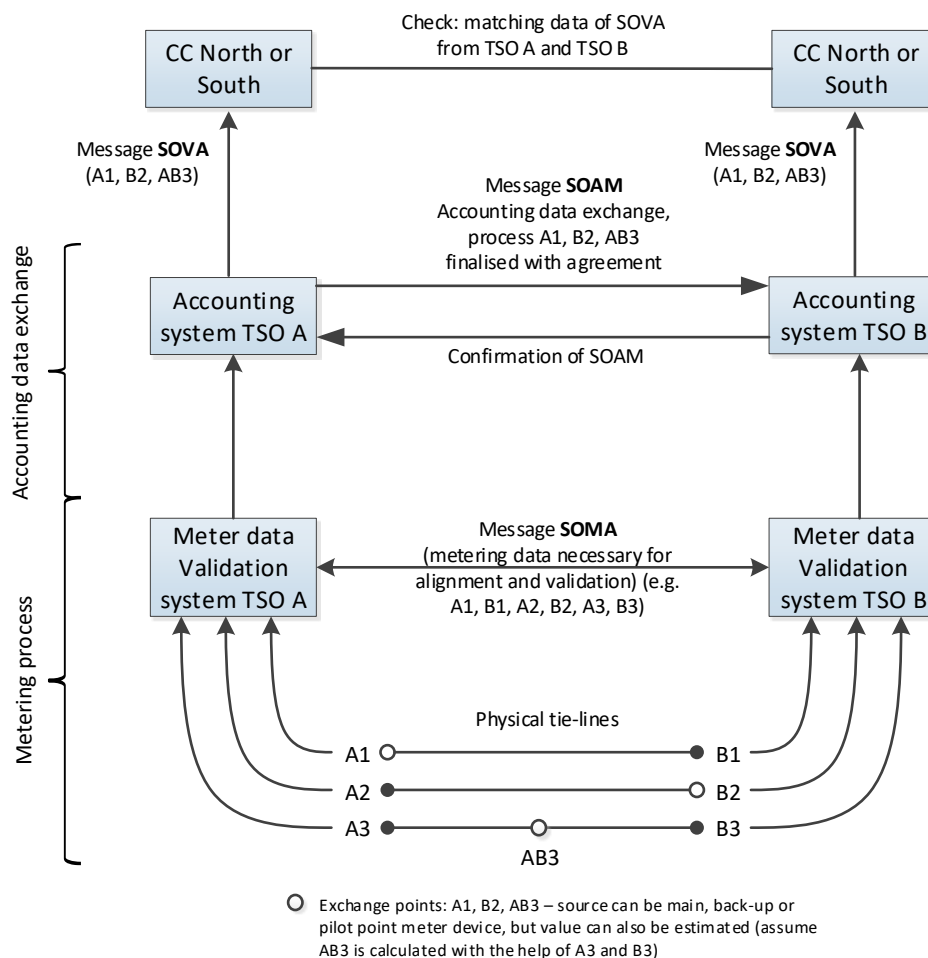 Check: matching data of SOVA
from TSO A and TSO B
CC North or
South
CC North or
South
Message SOVA
(A1, B2, AB3)
Message SOVA
(A1, B2, AB3)
Message SOAM
Accounting data exchange,
process A1, B2, AB3
finalised with agreement
Accounting data exchange
Accounting
system TSO A
Accounting
system TSO B
Confirmation of SOAM
Metering process
Meter data
Validation
system TSO A
Message SOMA
(metering data necessary for
alignment and validation) (e.g.
A1, B1, A2, B2, A3, B3)
Meter data
Validation
system TSO B
Physical tie-lines
A1
B1
A2
B2
A3
B3
AB3
Exchange points: A1, B2, AB3 – source can be main, back-up or
pilot point meter device, but value can also be estimated (assume
AB3 is calculated with the help of A3 and B3)